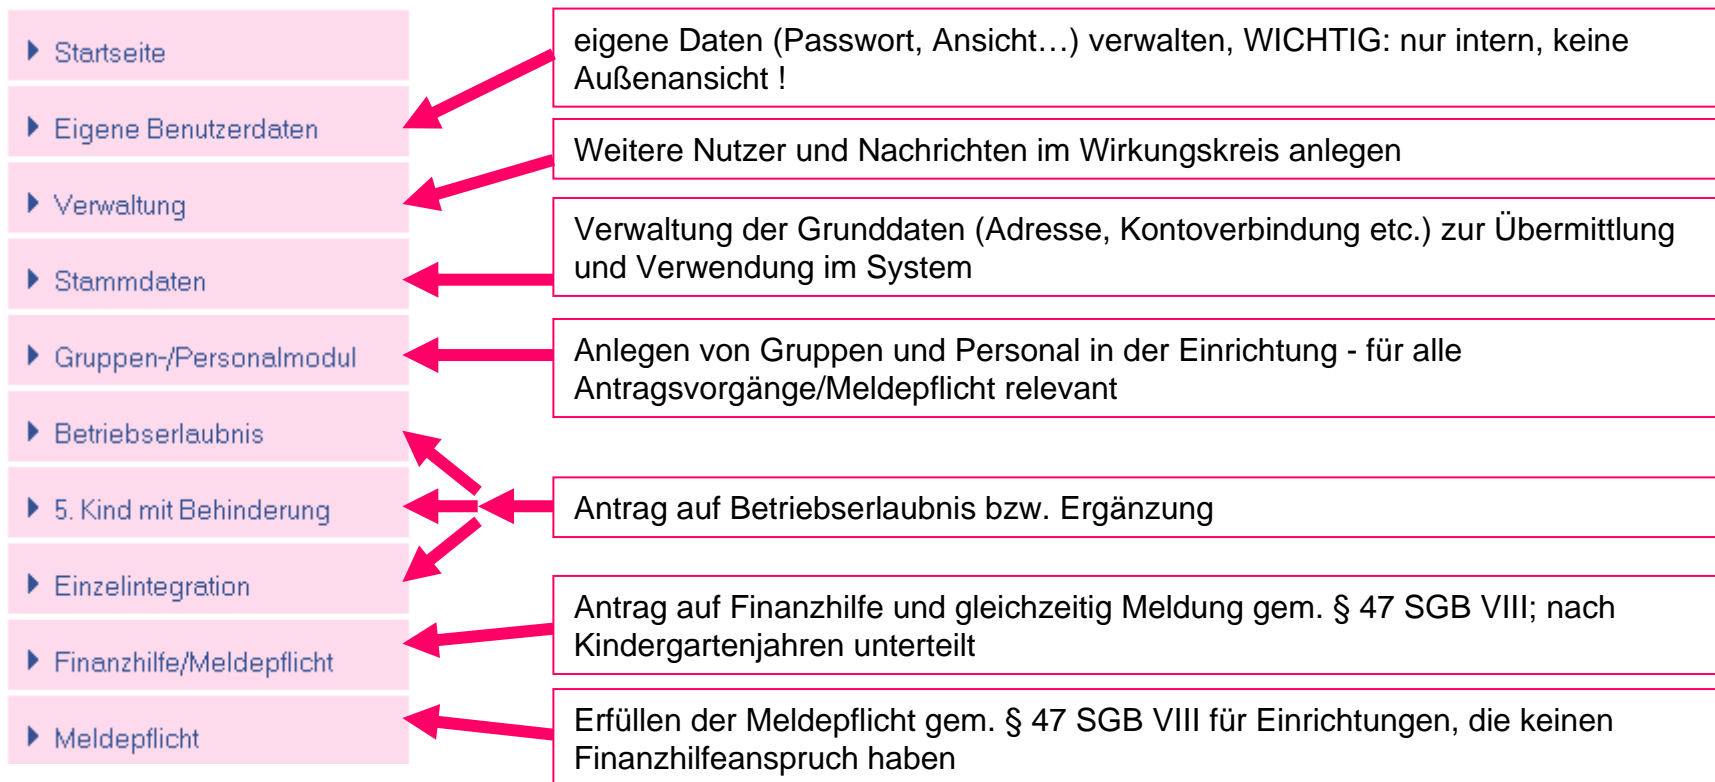 Startseite
Eigene Benutzerdaten
Verwaltung
Stammdaten
Gruppen-/Personalmodul
Betriebserlaubnis
5. Kind mit Behinderung
Einzelintegration
Finanzhilfe/Meldepflicht
Meldepflicht
eigene Daten (Passwort, Ansicht…) verwalten, WICHTIG: nur intern, keine
Außenansicht !
Weitere Nutzer und Nachrichten im Wirkungskreis anlegen
Verwaltung der Grunddaten (Adresse, Kontoverbindung etc.) zur Übermittlung
und Verwendung im System
Anlegen von Gruppen und Personal in der Einrichtung - für alle
Antragsvorgänge/Meldepflicht relevant
Antrag auf Betriebserlaubnis bzw. Ergänzung
Antrag auf Finanzhilfe und gleichzeitig Meldung gem. § 47 SGB VIII; nach
Kindergartenjahren unterteilt
Erfüllen der Meldepflicht gem. § 47 SGB VIII für Einrichtungen, die keinen
Finanzhilfeanspruch haben